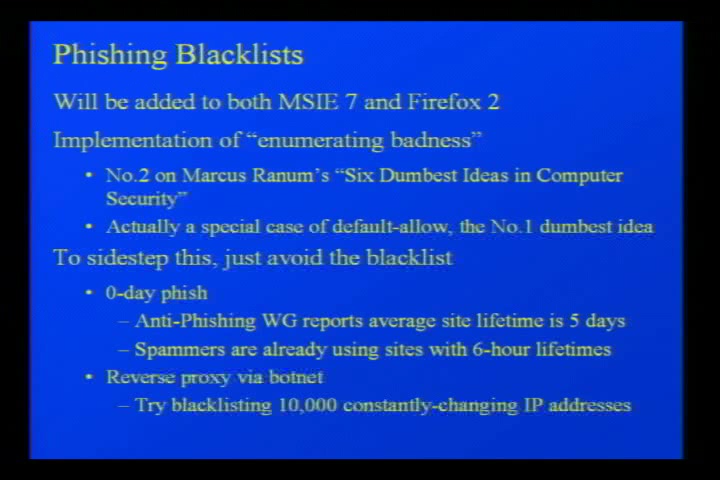 Phishing Blacklists
Will be added to both MSIE 7 and Firefox 2
Implementation of “enumerating badness”
• No.2 on Marcus Ranum’s “Six Dumbest Ideas in Computer
Security”
• Actually a special case of default-allow, the No.1 dumbest idea
To sidestep this, just avoid the blacklist
• 0-day phish
– Anti-Phishing WG reports average site lifetime is 5 days
– Spammers are already using sites with 6-hour lifetimes
• Reverse proxy via botnet
– Try blacklisting 10,000 constantly-changing IP addresses